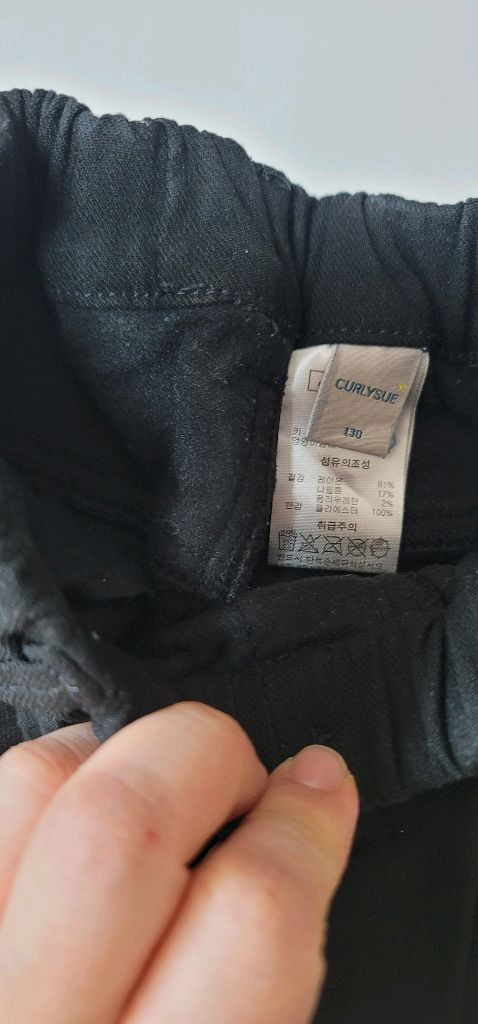 CURLYSUE
130
키
섬유의조성
겉감 레이온 81%
나일론 17%
폴리우레탄 2%
안감 폴리에스터 100%
취급주의